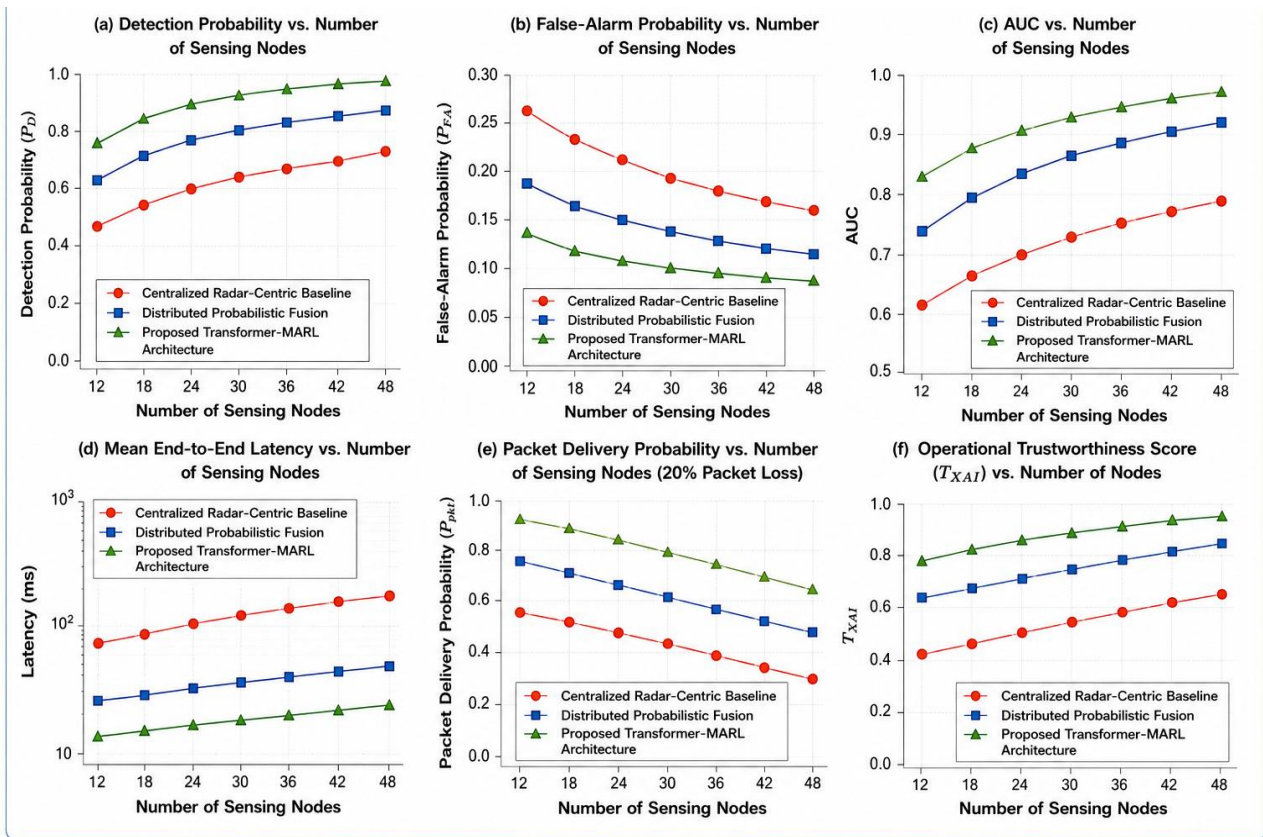 (a) Detection Probability vs. Number
of Sensing Nodes
Detection Probability (P_D)
1.0
0.8
0.6
0.4
0.2
0.0
Centralized Radar-Centric Baseline
Distributed Probabilistic Fusion
Proposed Transformer-MARL
Architecture
12 18 24 30 36 42 48
Number of Sensing Nodes
(b) False-Alarm Probability vs. Number
of Sensing Nodes
False-Alarm Probability (P_FA)
0.30
0.25
0.20
0.15
0.10
0.05
0.00
Centralized Radar-Centric Baseline
Distributed Probabilistic Fusion
Proposed Transformer-MARL
Architecture
12 18 24 30 36 42 48
Number of Sensing Nodes
(c) AUC vs. Number
of Sensing Nodes
AUC
1.0
0.9
0.8
0.7
0.6
0.5
Centralized Radar-Centric Baseline
Distributed Probabilistic Fusion
Proposed Transformer-MARL
Architecture
12 18 24 30 36 42 48
Number of Sensing Nodes
(d) Mean End-to-End Latency vs. Number
of Sensing Nodes
Latency (ms)
10³
10²
10
Centralized Radar-Centric Baseline
Distributed Probabilistic Fusion
Proposed Transformer-MARL
Architecture
12 18 24 30 36 42 48
Number of Sensing Nodes
(e) Packet Delivery Probability vs. Number
of Sensing Nodes (20% Packet Loss)
Packet Delivery Probability (P_pkt)
1.0
0.8
0.6
0.4
0.2
0.0
Centralized Radar-Centric Baseline
Distributed Probabilistic Fusion
Proposed Transformer-MARL
Architecture
12 18 24 30 36 42 48
Number of Sensing Nodes
(f) Operational Trustworthiness Score
(T_XAI) vs. Number of Nodes
T_XAI
1.0
0.8
0.6
0.4
0.2
0.0
Centralized Radar-Centric Baseline
Distributed Probabilistic Fusion
Proposed Transformer-MARL
Architecture
12 18 24 30 36 42 48
Number of Sensing Nodes